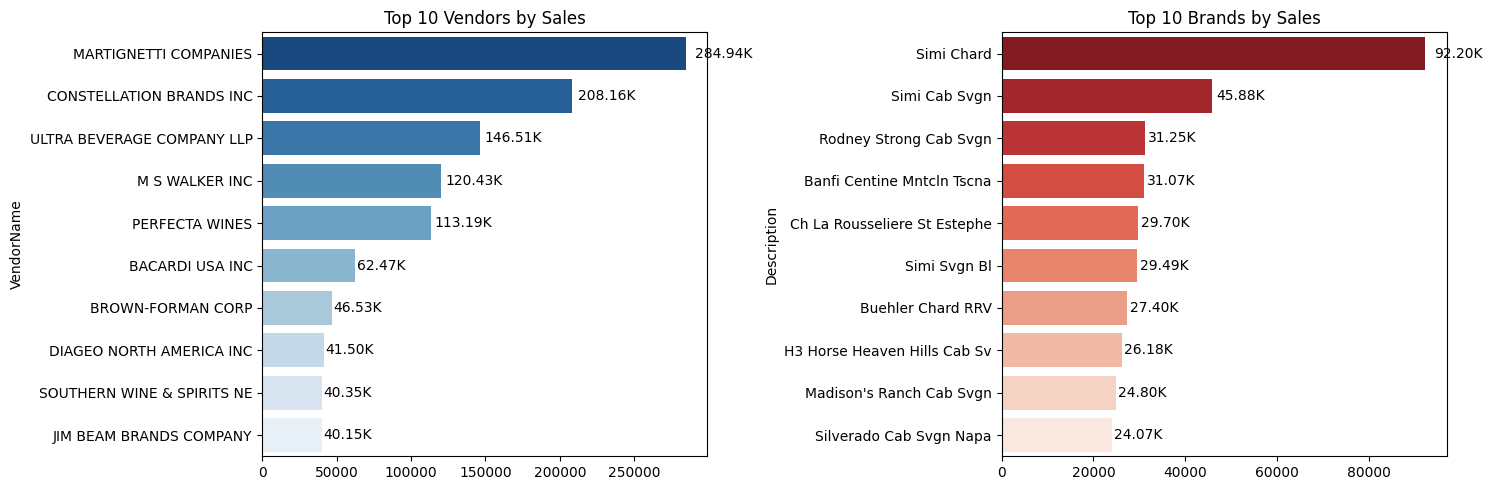 Top 10 Vendors by Sales
VendorName
MARTIGNETTI COMPANIES 284.94K
CONSTELLATION BRANDS INC 208.16K
ULTRA BEVERAGE COMPANY LLP 146.51K
M S WALKER INC 120.43K
PERFECTA WINES 113.19K
BACARDI USA INC 62.47K
BROWN-FORMAN CORP 46.53K
DIAGEO NORTH AMERICA INC 41.50K
SOUTHERN WINE & SPIRITS NE 40.35K
JIM BEAM BRANDS COMPANY 40.15K
0 50000 100000 150000 200000 250000
Top 10 Brands by Sales
Description
Simi Chard 92.20K
Simi Cab Svgn 45.88K
Rodney Strong Cab Svgn 31.25K
Banfi Centine Mntcln Tscna 31.07K
Ch La Rousseliere St Estephe 29.70K
Simi Svgn Bl 29.49K
Buehler Chard RRV 27.40K
H3 Horse Heaven Hills Cab Sv 26.18K
Madison's Ranch Cab Svgn 24.80K
Silverado Cab Svgn Napa 24.07K
0 20000 40000 60000 80000